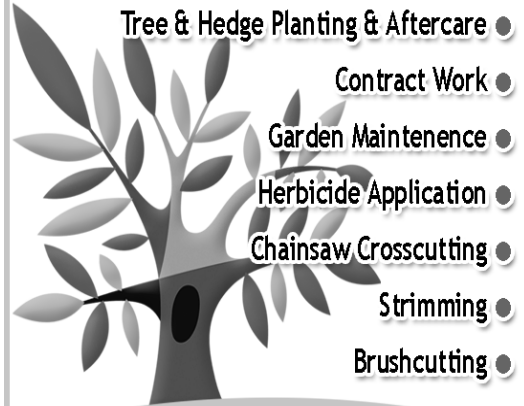 Tree & Hedge Planting & Aftercare
Contract Work
Garden Maintenence
Herbicide Application
Chainsaw Crosscutting
Strimming
Brushcutting